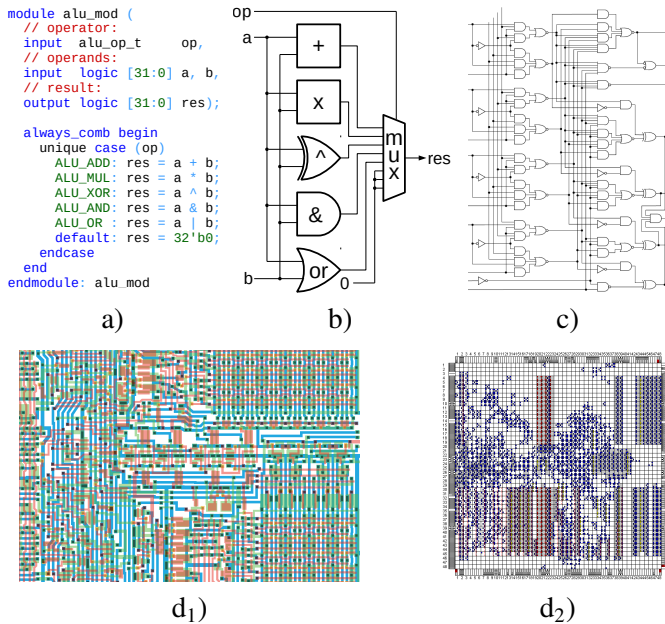 module alu_mod (
// operator:
input alu_op_t op,
// operands:
input logic [31:0] a, b,
// result:
output logic [31:0] res);
always_comb begin
unique case (op)
ALU_ADD: res = a + b;
ALU_MUL: res = a * b;
ALU_XOR: res = a ^ b;
ALU_AND: res = a & b;
ALU_OR : res = a | b;
default: res = 32'b0;
endcase
end
endmodule: alu_mod
a)
op
a
+
x
^
&
or
b
0
mux
res
b)
c)
d1)
d2)